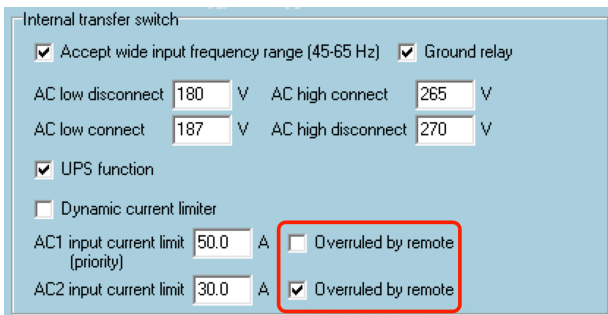 Internal transfer switch
Accept wide input frequency range (45-65 Hz) Ground relay
AC low disconnect 180 V AC high connect 265 V
AC low connect 187 V AC high disconnect 270 V
UPS function
Dynamic current limiter
AC1 input current limit 50.0 A Overruled by remote
(priority)
AC2 input current limit 30.0 A Overruled by remote